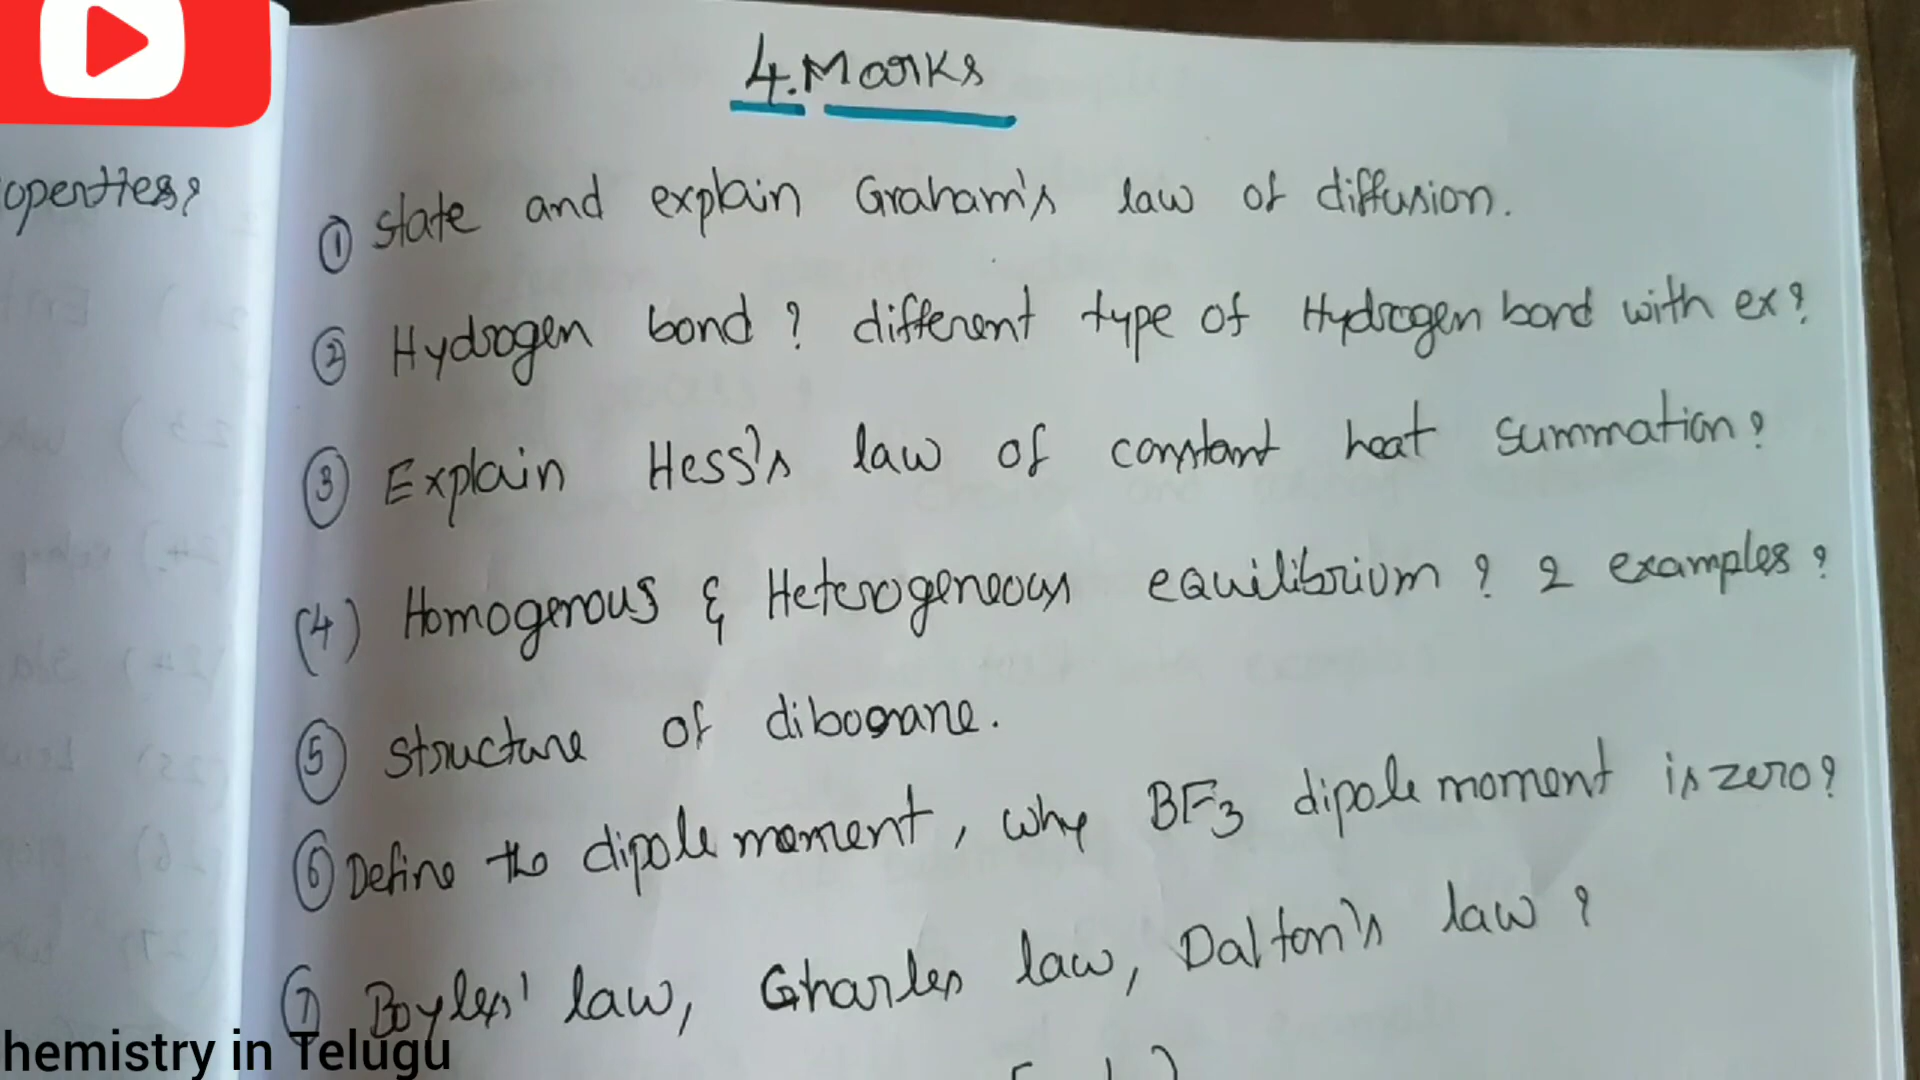 4.Marks
operties?
① state and explain Graham's law of diffusion.
② Hydrogen bond ? different type of Hydrogen bond with ex?
③ Explain Hess's law of constant heat summation?
(4) Homogenous & Heterogeneous equilibrium ? 2 examples?
⑤ structure of diborane.
⑥ Define the dipole moment, why BF3 dipole moment is zero?
⑦ Boyles' law, Charles law, Dalton's law ?
hemistry in Telugu